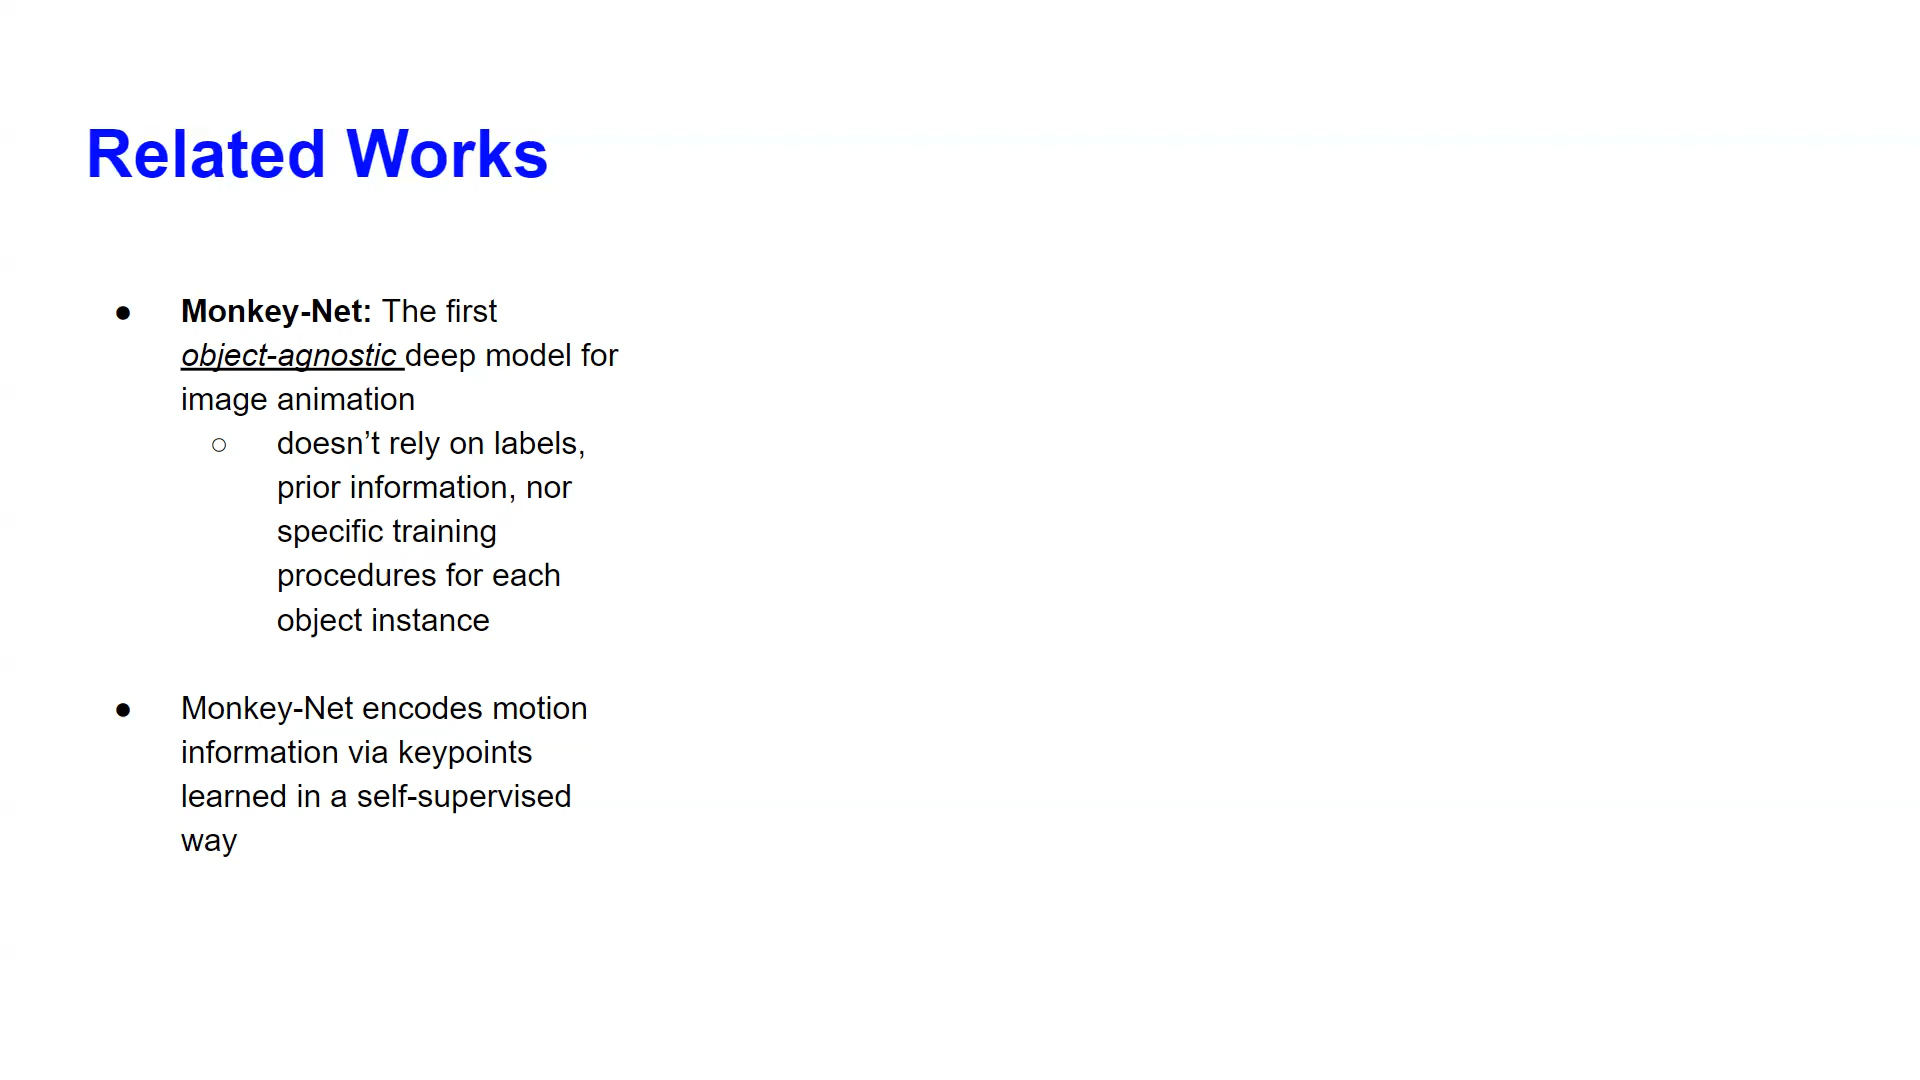 Related Works
● Monkey-Net: The first
object-agnostic deep model for
image animation
○ doesn’t rely on labels,
prior information, nor
specific training
procedures for each
object instance
● Monkey-Net encodes motion
information via keypoints
learned in a self-supervised
way